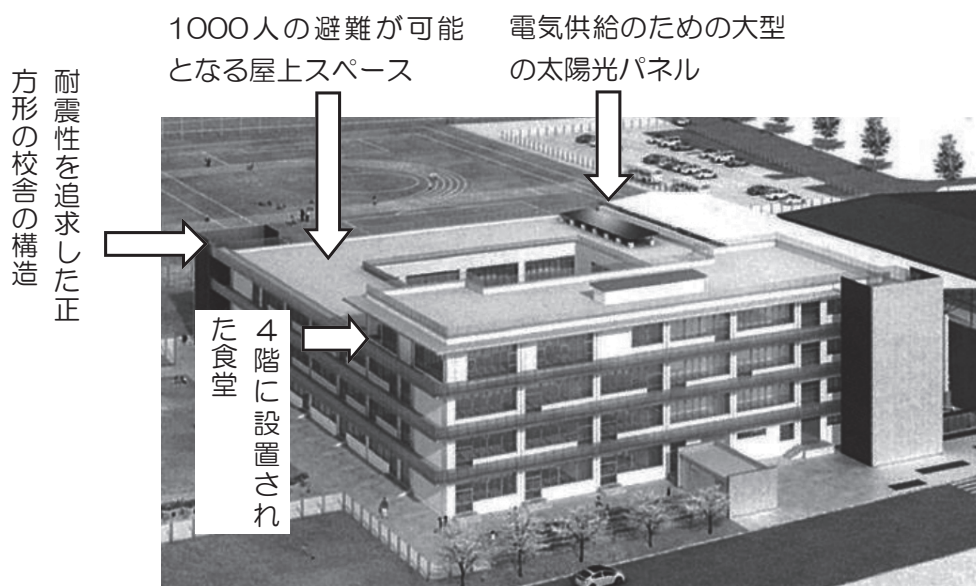 1000人の避難が可能
となる屋上スペース
電気供給のための大型
の太陽光パネル
耐震性を追求した正
方形の校舎の構造
4階に設置され
た食堂